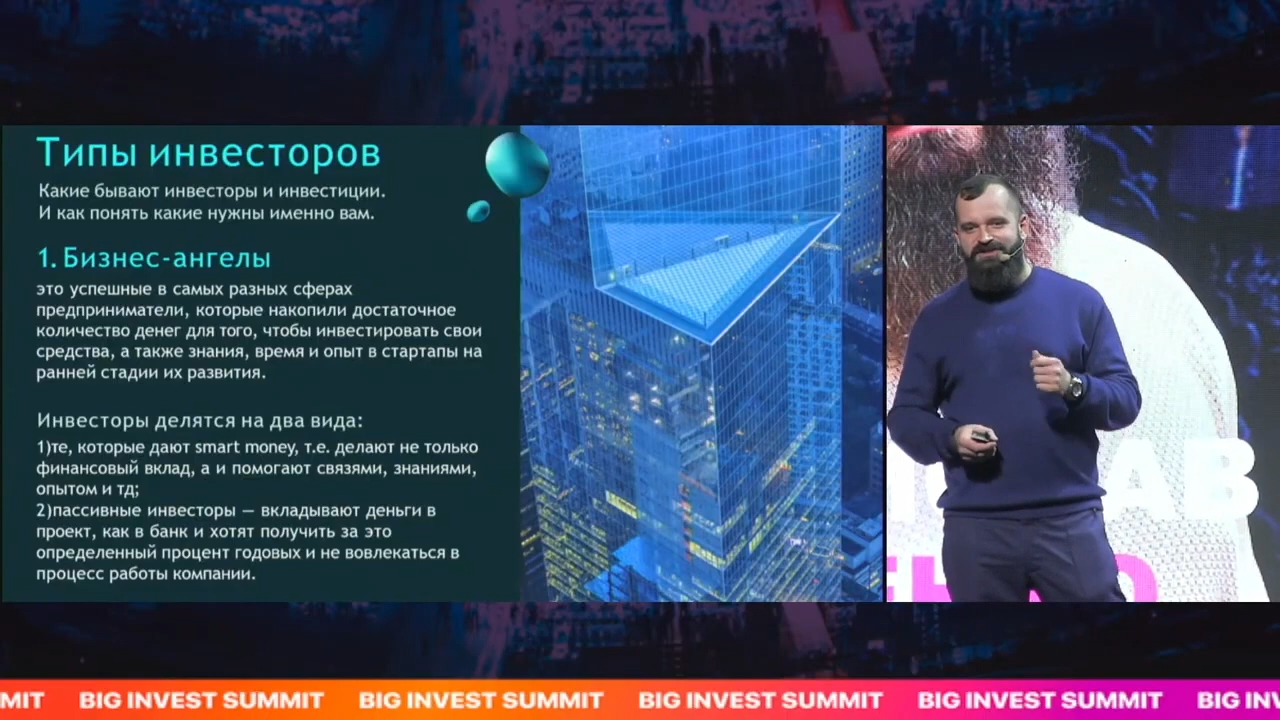 Типы инвесторов
Какие бывают инвесторы и инвестиции.
И как понять какие нужны именно вам.
1. Бизнес-ангелы
это успешные в самых разных сферах
предприниматели, которые накопили достаточное
количество денег для того, чтобы инвестировать свои
средства, а также знания, время и опыт в стартапы на
ранней стадии их развития.
Инвесторы делятся на два вида:
1)те, которые дают smart money, т.е. делают не только
финансовый вклад, а и помогают связями, знаниями,
опытом и тд;
2)пассивные инвесторы — вкладывают деньги в
проект, как в банк и хотят получить за это
определенный процент годовых и не вовлекаться в
процесс работы компании.
MIT BIG INVEST SUMMIT BIG INVEST SUMMIT BIG INVEST SUMMIT BIG INVEST SUMMIT BIG INV